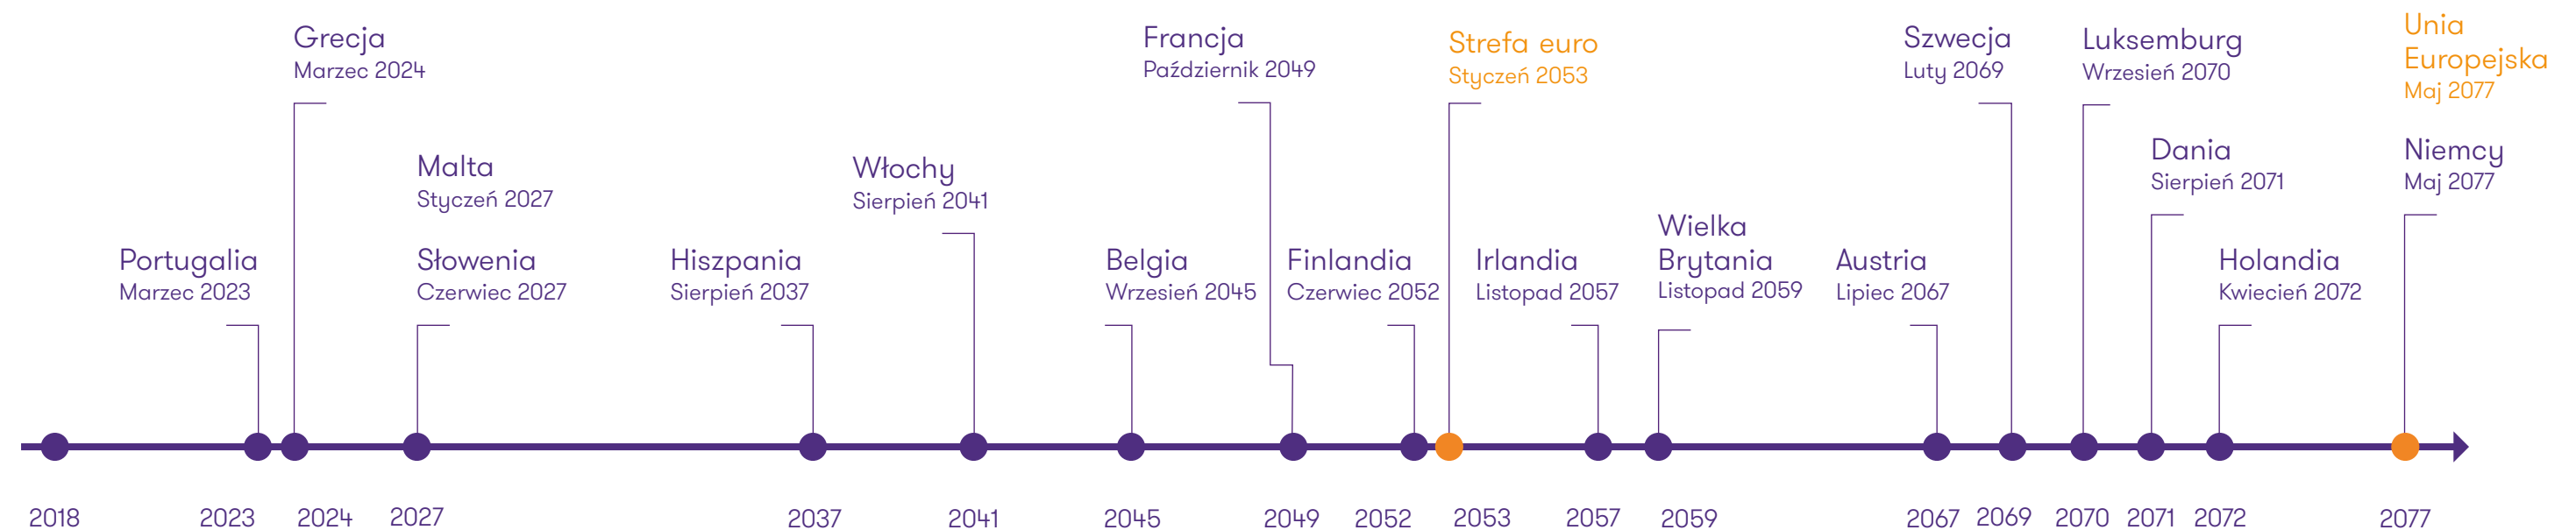 Grecja
Marzec 2024
Francja
Październik 2049
Strefa euro
Styczeń 2053
Szwecja
Luty 2069
Luksemburg
Wrzesień 2070
Unia
Europejska
Maj 2077
Malta
Styczeń 2027
Włochy
Sierpień 2041
Dania
Sierpień 2071
Niemcy
Maj 2077
Portugalia
Marzec 2023
Słowenia
Czerwiec 2027
Hiszpania
Sierpień 2037
Belgia
Wrzesień 2045
Finlandia
Czerwiec 2052
Irlandia
Listopad 2057
Wielka
Brytania
Listopad 2059
Austria
Lipiec 2067
Holandia
Kwiecień 2072
2018 2023 2024 2027 2037 2041 2045 2049 2052 2053 2057 2059 2067 2069 2070 2071 2072 2077